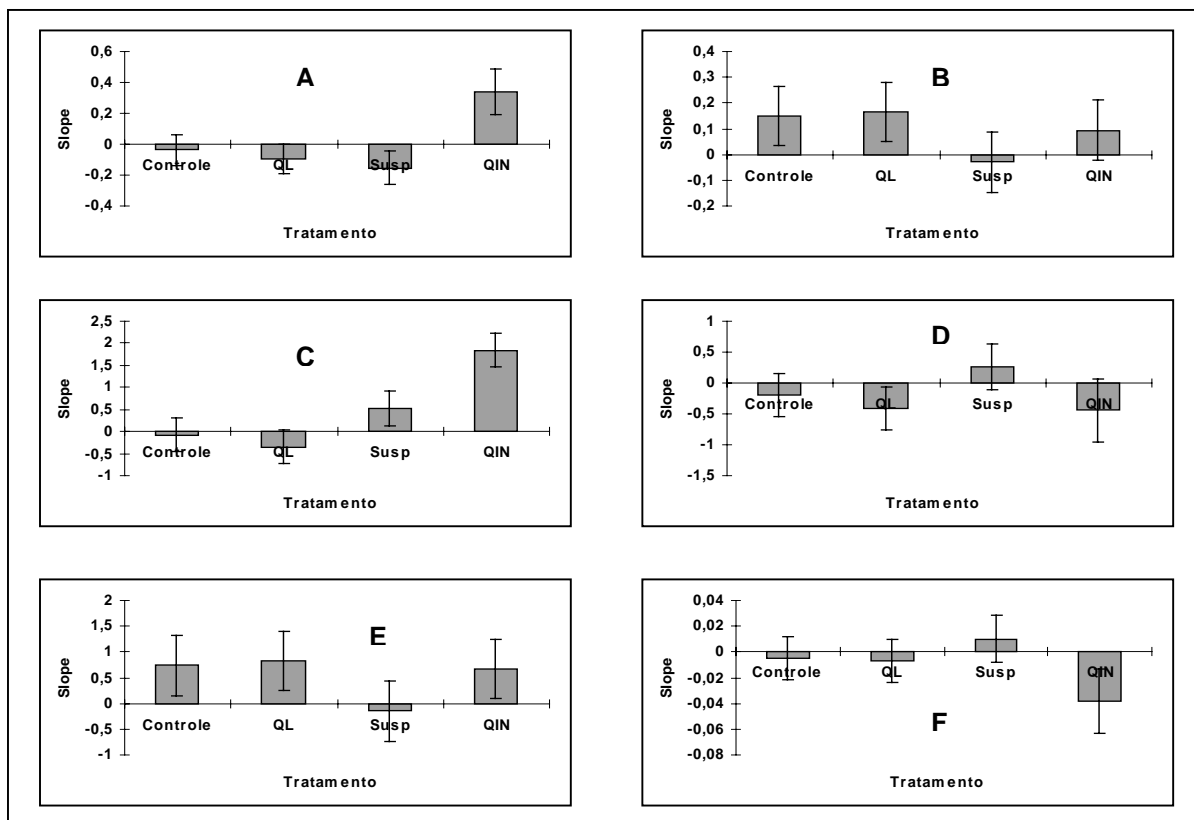 A
Slope
0,6
0,4
0,2
0
-0,2
-0,4
Controle QL Susp QIN
Tratamento
B
Slope
0,4
0,3
0,2
0,1
0
-0,1
-0,2
Controle QL Susp QIN
Tratamento
C
Slope
2,5
2
1,5
1
0,5
0
-0,5
-1
Controle QL Susp QIN
Tratamento
D
Slope
1
0,5
0
-0,5
-1
-1,5
Controle QL Susp QIN
Tratamento
E
Slope
2
1,5
1
0,5
0
-0,5
-1
Controle QL Susp QIN
Tratamento
F
Slope
0,04
0,02
0
-0,02
-0,04
-0,06
-0,08
Controle QL Susp QIN
Tratamento